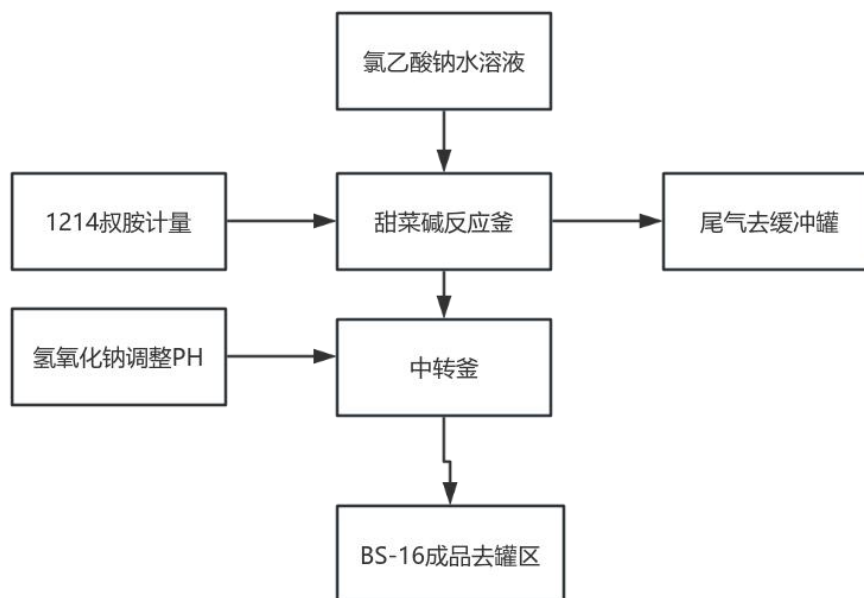 氯乙酸钠水溶液
1214叔胺计量
甜菜碱反应釜
尾气去缓冲罐
氢氧化钠调整PH
中转釜
BS-16成品去罐区